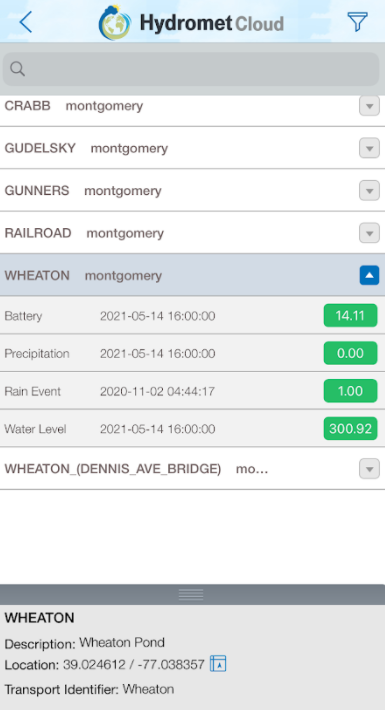 Hydromet Cloud
CRABB montgomery
GUDELSKY montgomery
GUNNERS montgomery
RAILROAD montgomery
WHEATON montgomery
Battery 2021-05-14 16:00:00 14.11
Precipitation 2021-05-14 16:00:00 0.00
Rain Event 2020-11-02 04:44:17 1.00
Water Level 2021-05-14 16:00:00 300.92
WHEATON_(DENNIS_AVE_BRIDGE) mo...
WHEATON
Description: Wheaton Pond
Location: 39.024612 / -77.038357
Transport Identifier: Wheaton